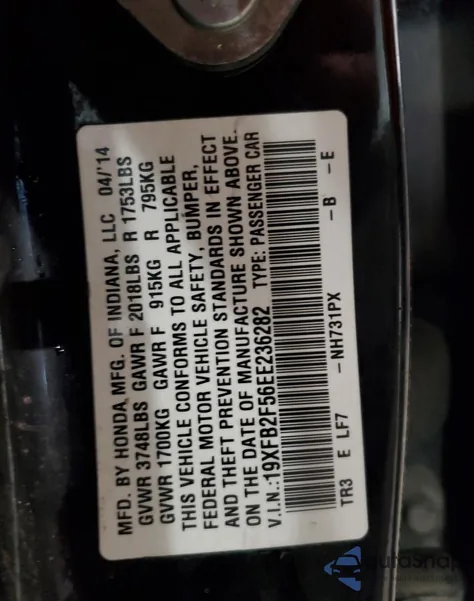 MFD. BY HONDA MFG. OF INDIANA, LLC 04/'14
GVWR 3748LBS GAWR F 2018LBS R 1753LBS
GVWR 1700KG GAWR F 915KG R 795KG
THIS VEHICLE CONFORMS TO ALL APPLICABLE
FEDERAL MOTOR VEHICLE SAFETY, BUMPER,
AND THEFT PREVENTION STANDARDS IN EFFECT
ON THE DATE OF MANUFACTURE SHOWN ABOVE.
V.I.N.:19XFB2F56EE236282 TYPE: PASSENGER CAR
TR3 E LF7 -NH731PX -B -E
autoSnap